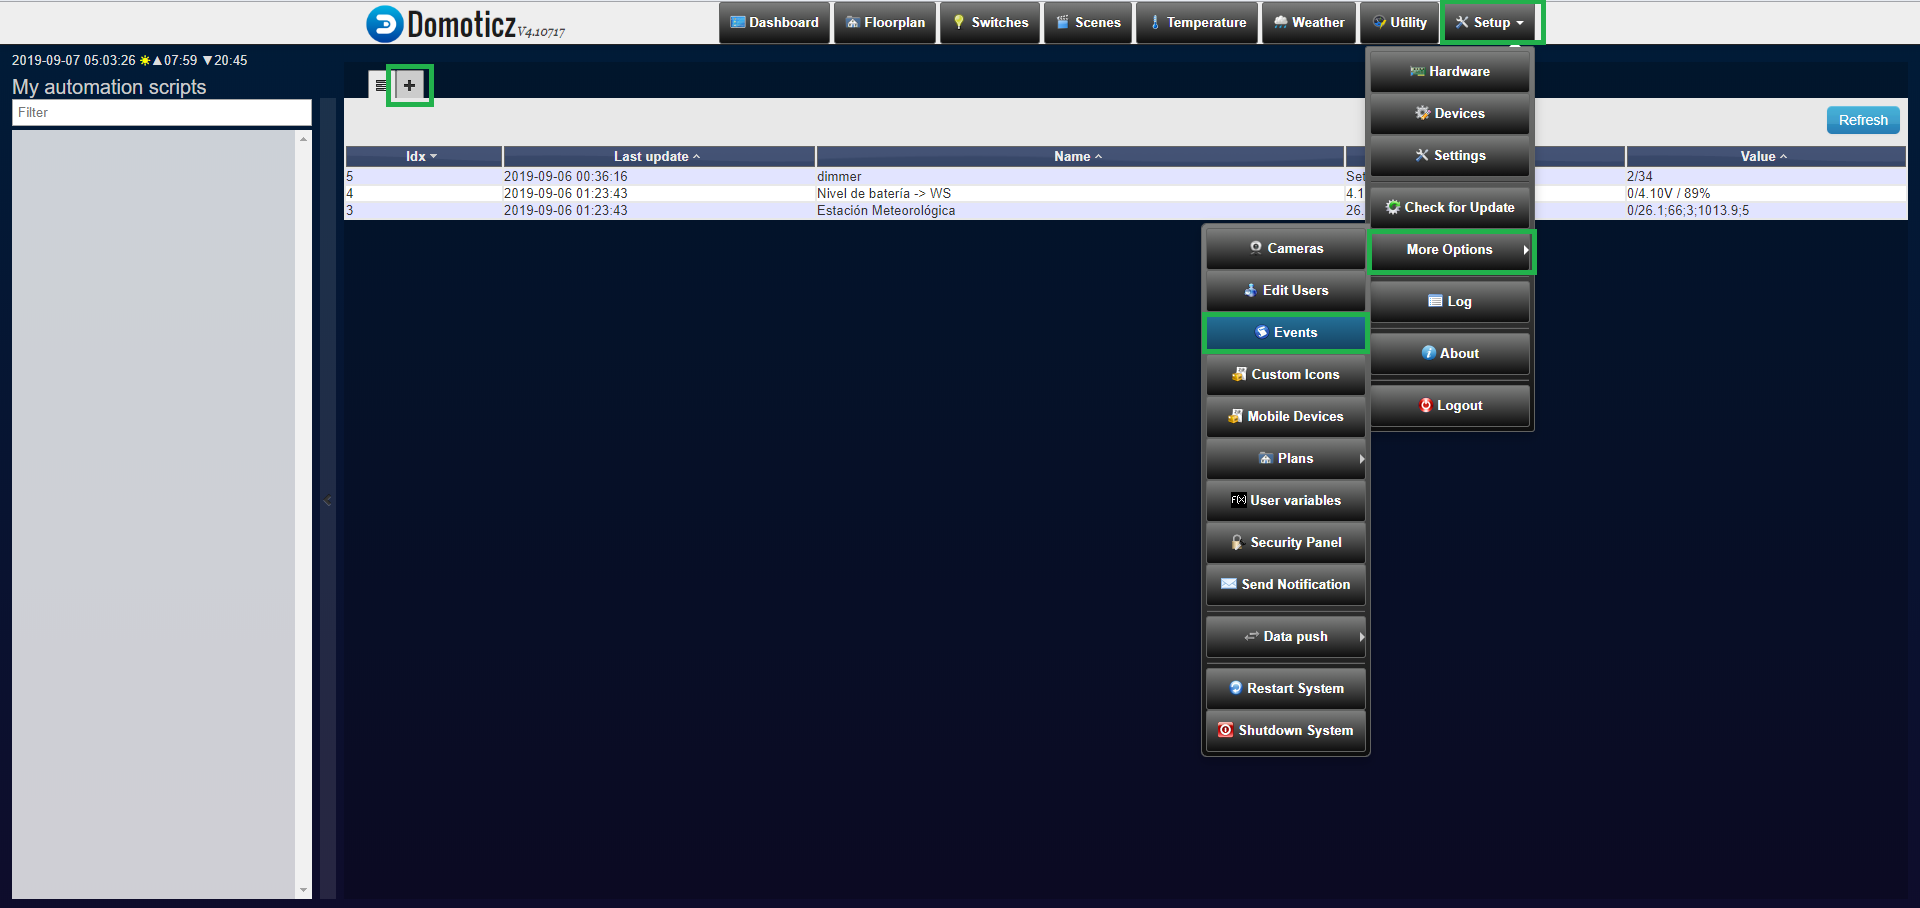 Domoticz V4.10717
Dashboard
Floorplan
Switches
Scenes
Temperature
Weather
Utility
Setup
2019-09-07 05:03:26 ☀▲07:59 ▼20:45
My automation scripts
Filter
+
Refresh
Idx
Last update
Name
Value
5 2019-09-06 00:36:16 dimmer Set 2/34
4 2019-09-06 01:23:43 Nivel de batería -> WS 4.1 0/4.10V / 89%
3 2019-09-06 01:23:43 Estación Meteorológica 26. 0/26.1;66;3;1013.9;5
Hardware
Devices
Settings
Check for Update
More Options
Log
About
Logout
Cameras
Edit Users
Events
Custom Icons
Mobile Devices
Plans
F(x) User variables
Security Panel
Send Notification
Data push
Restart System
Shutdown System
<